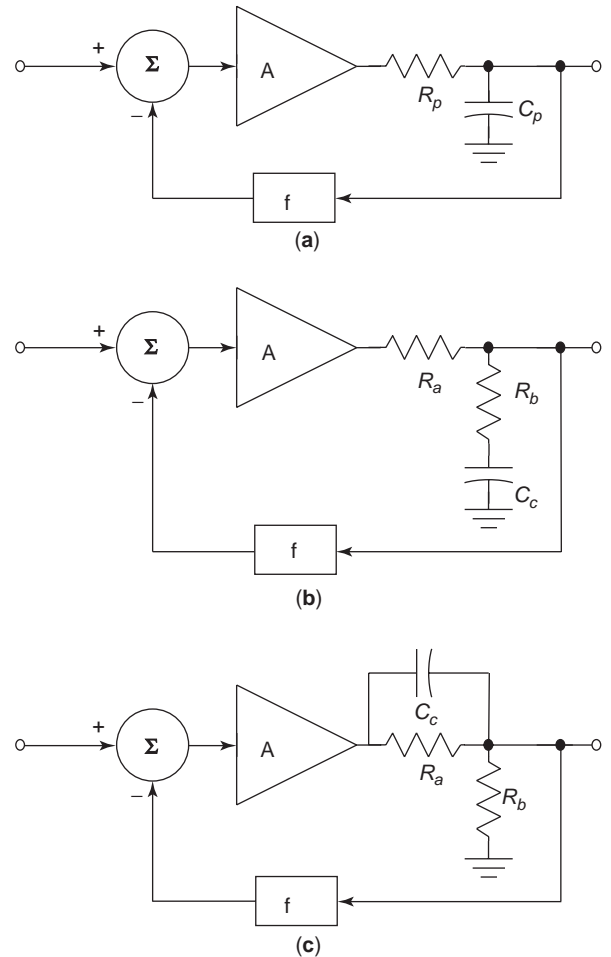 +
Σ
A
R_p
C_p
−
f
(a)
+
Σ
A
R_a
R_b
−
C_c
f
(b)
C_c
+
Σ
A
R_a
R_b
−
f
(c)